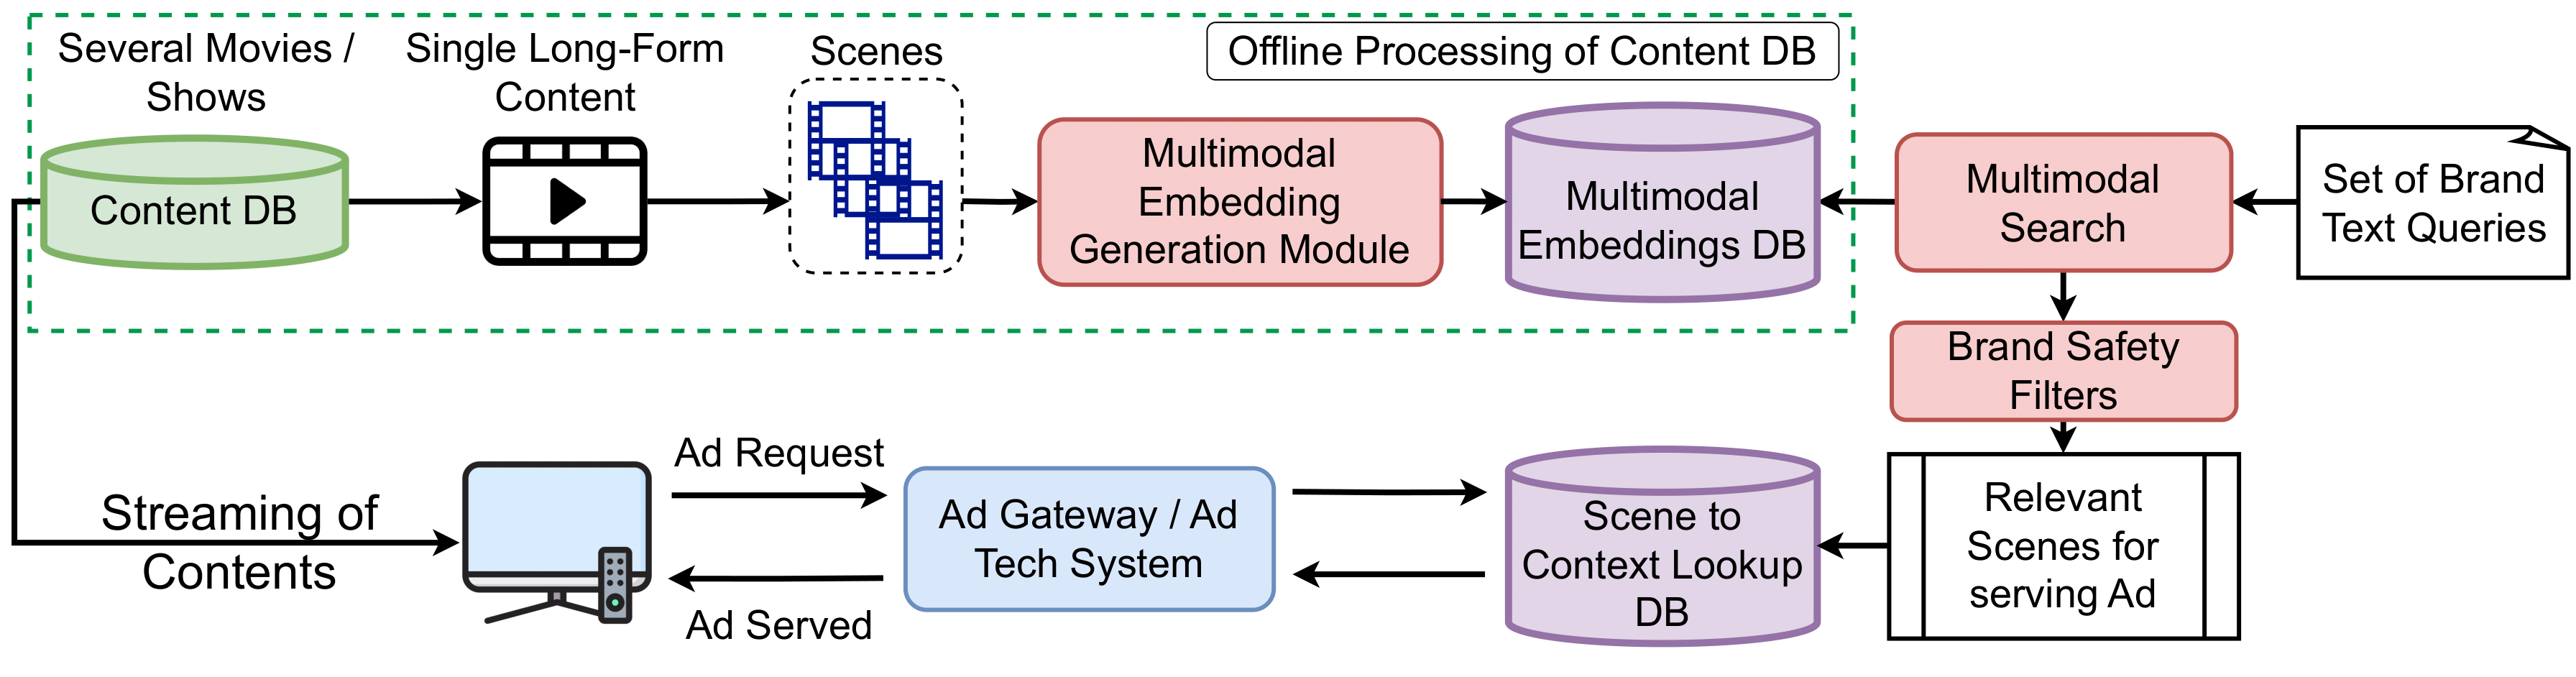 Several Movies /
Shows
Single Long-Form
Content
Scenes
Offline Processing of Content DB
Content DB
Multimodal
Embedding
Generation Module
Multimodal
Embeddings DB
Multimodal
Search
Set of Brand
Text Queries
Brand Safety
Filters
Streaming of
Contents
Ad Request
Ad Served
Ad Gateway / Ad
Tech System
Scene to
Context Lookup
DB
Relevant
Scenes for
serving Ad